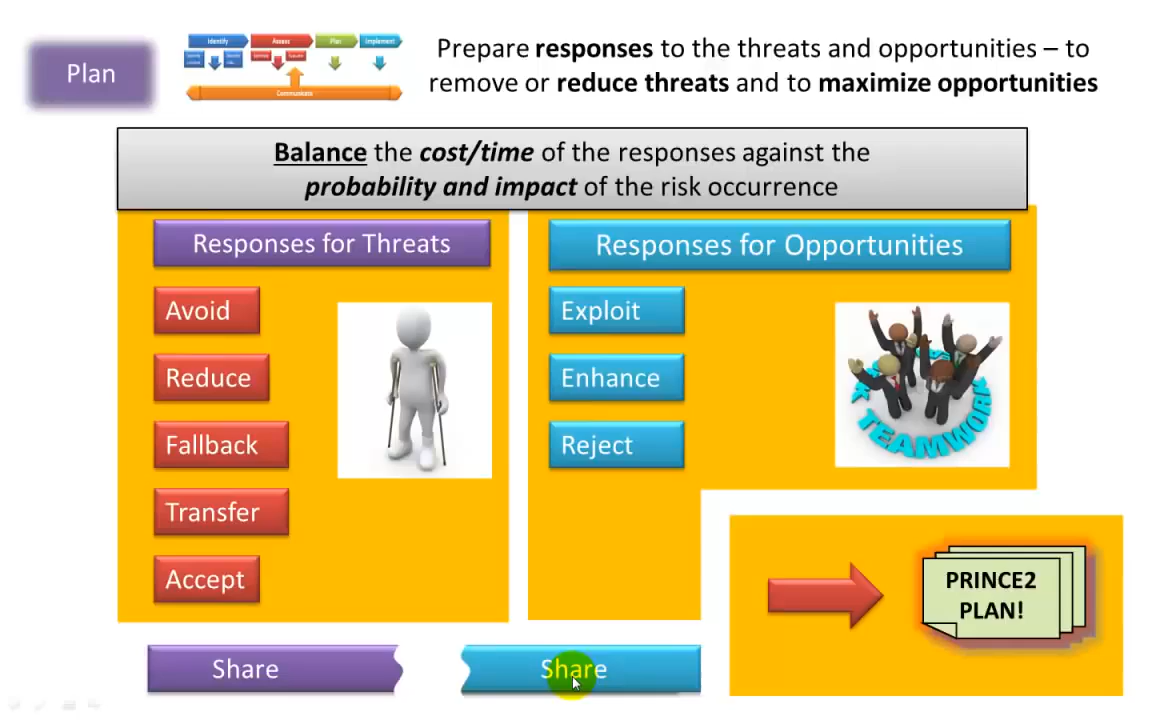 Plan
Identify
Assess
Plan
Implement
Communicate
Prepare responses to the threats and opportunities – to
remove or reduce threats and to maximize opportunities
Balance the cost/time of the responses against the
probability and impact of the risk occurrence
Responses for Threats
Avoid
Reduce
Fallback
Transfer
Accept
Responses for Opportunities
Exploit
Enhance
Reject
TEAMWORK
PRINCE2
PLAN!
Share
Share